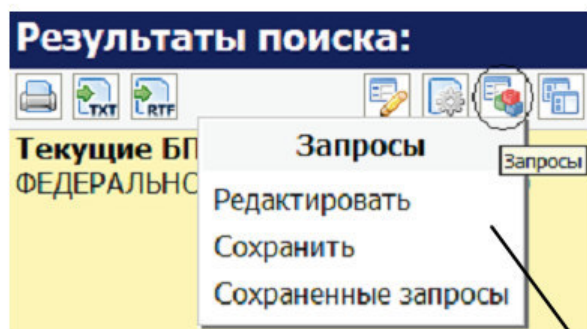 Результаты поиска:
TXT RTF
Текущие БП
ФЕДЕРАЛЬНО
Запросы
Запросы
Редактировать
Сохранить
Сохраненные запросы